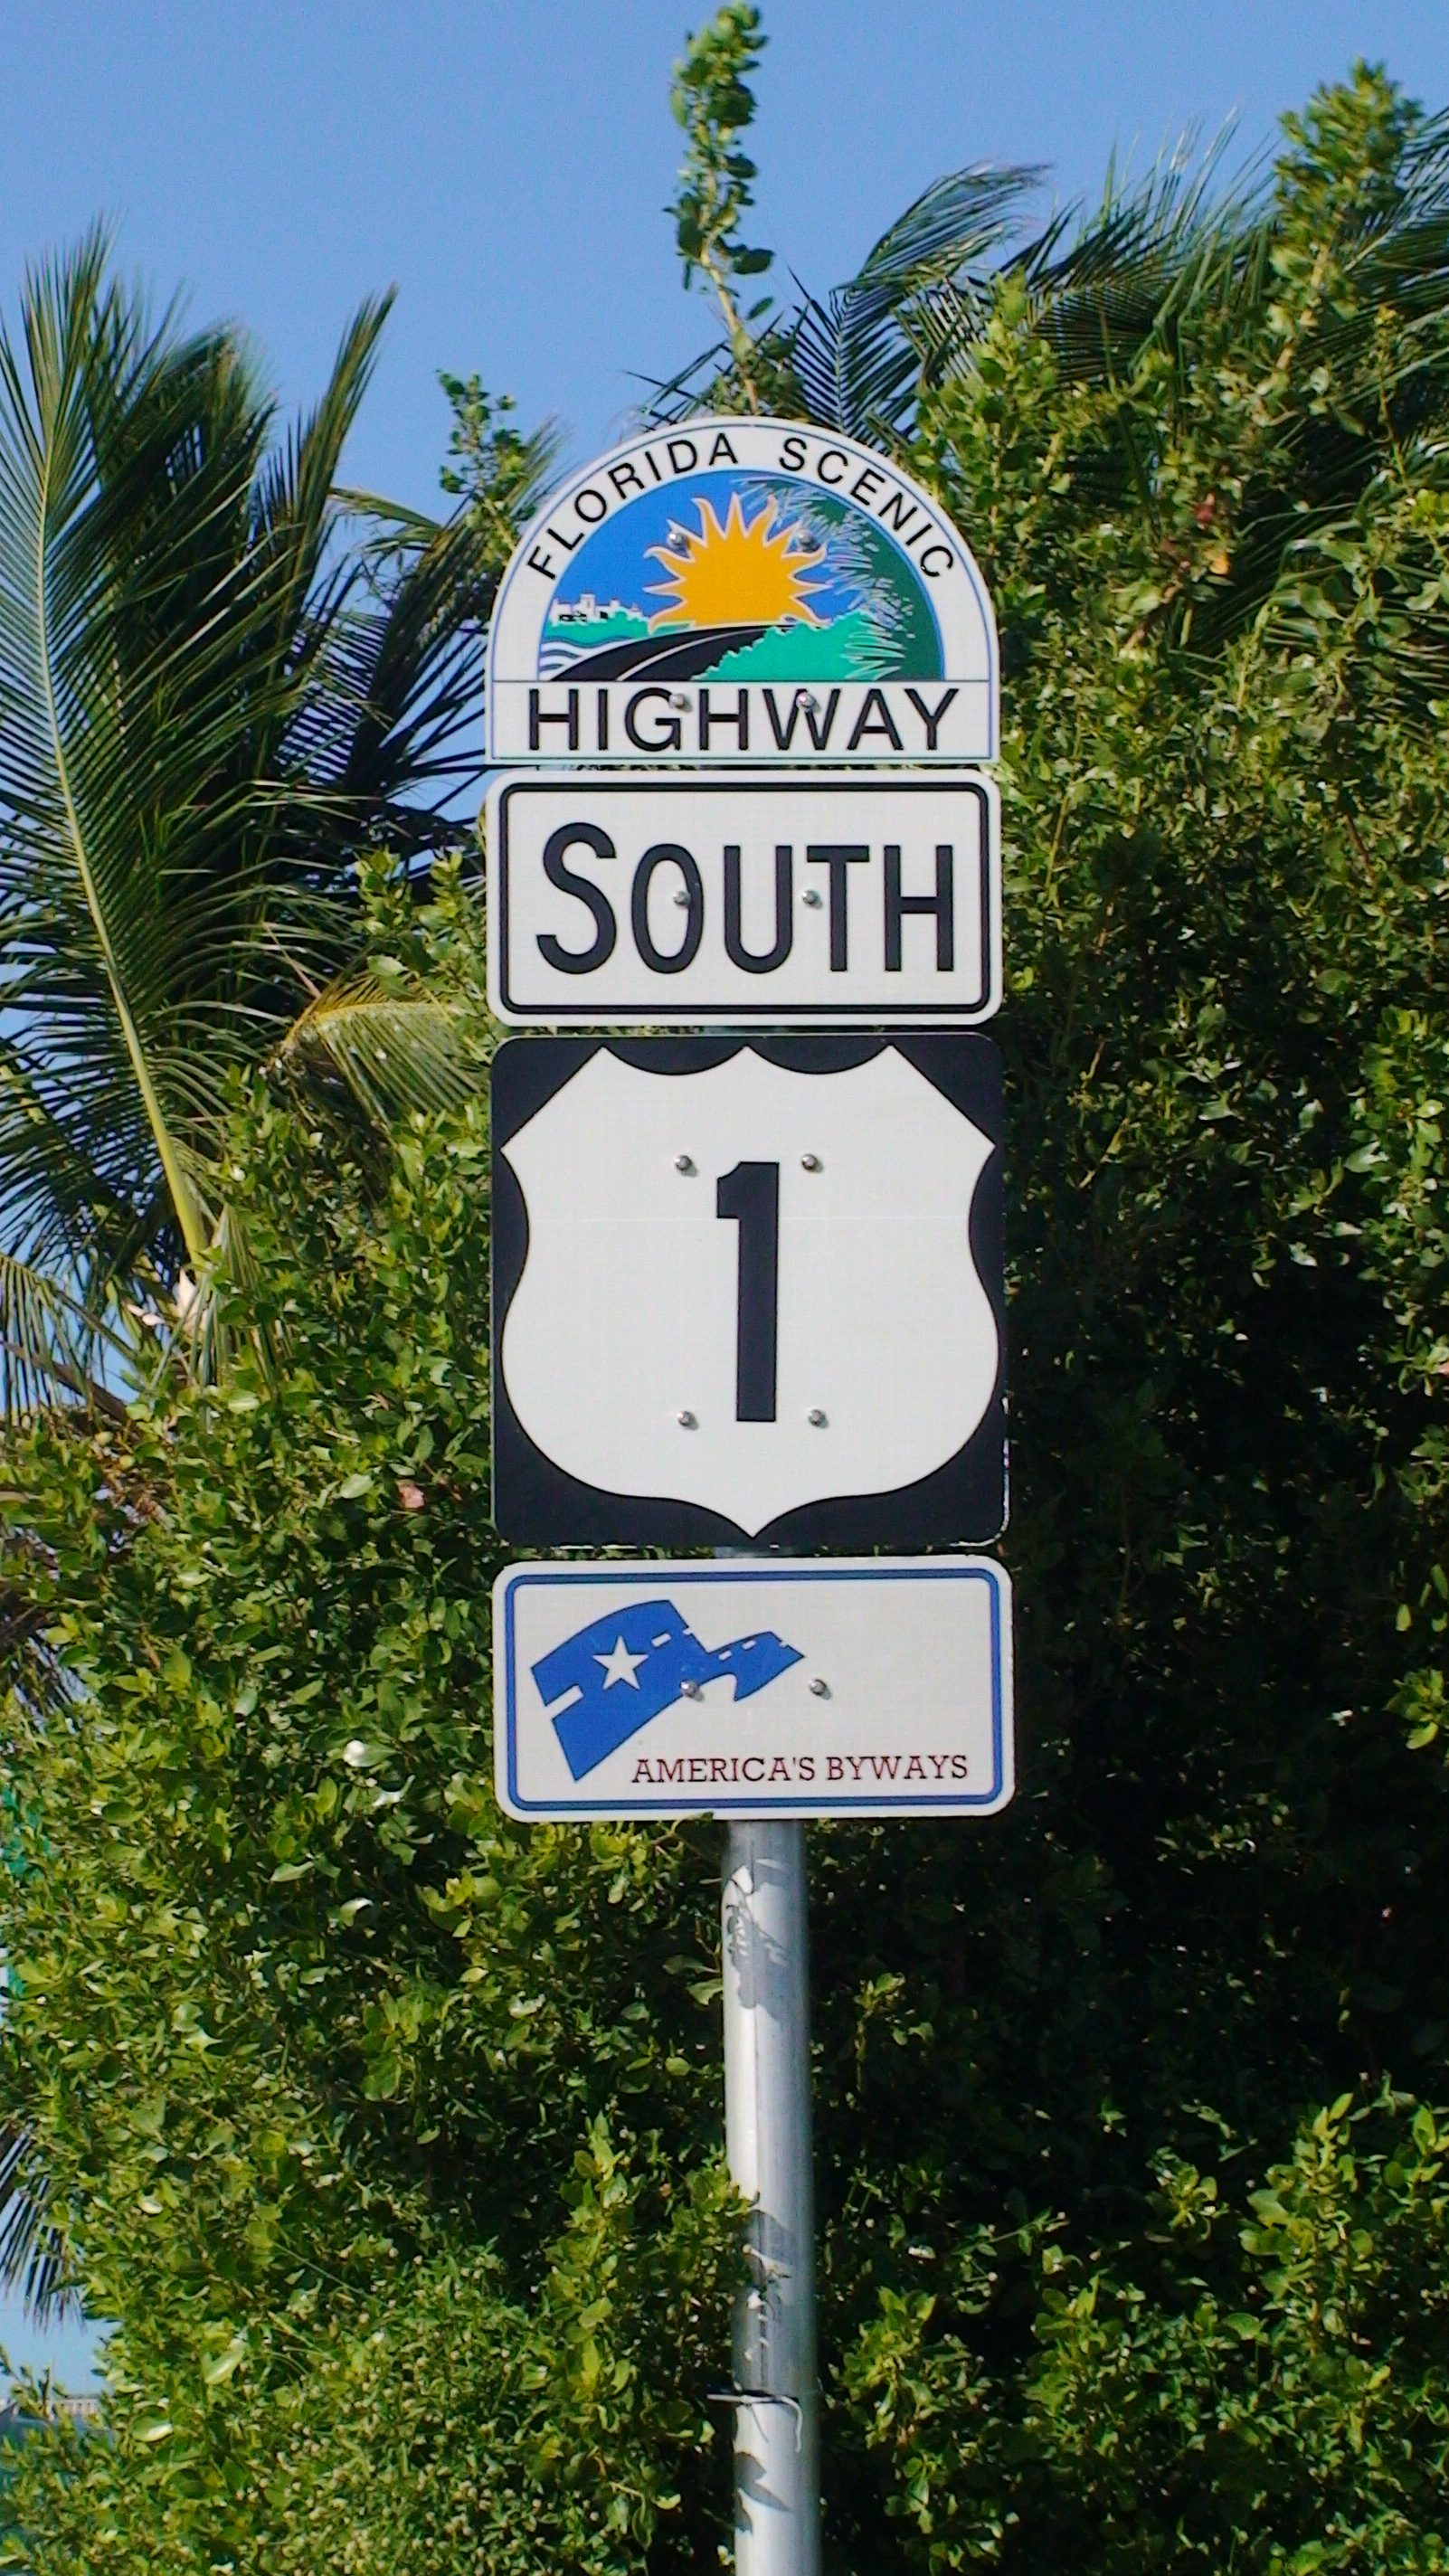 FLORIDA SCENIC
HIGHWAY
SOUTH
1
AMERICA'S BYWAYS